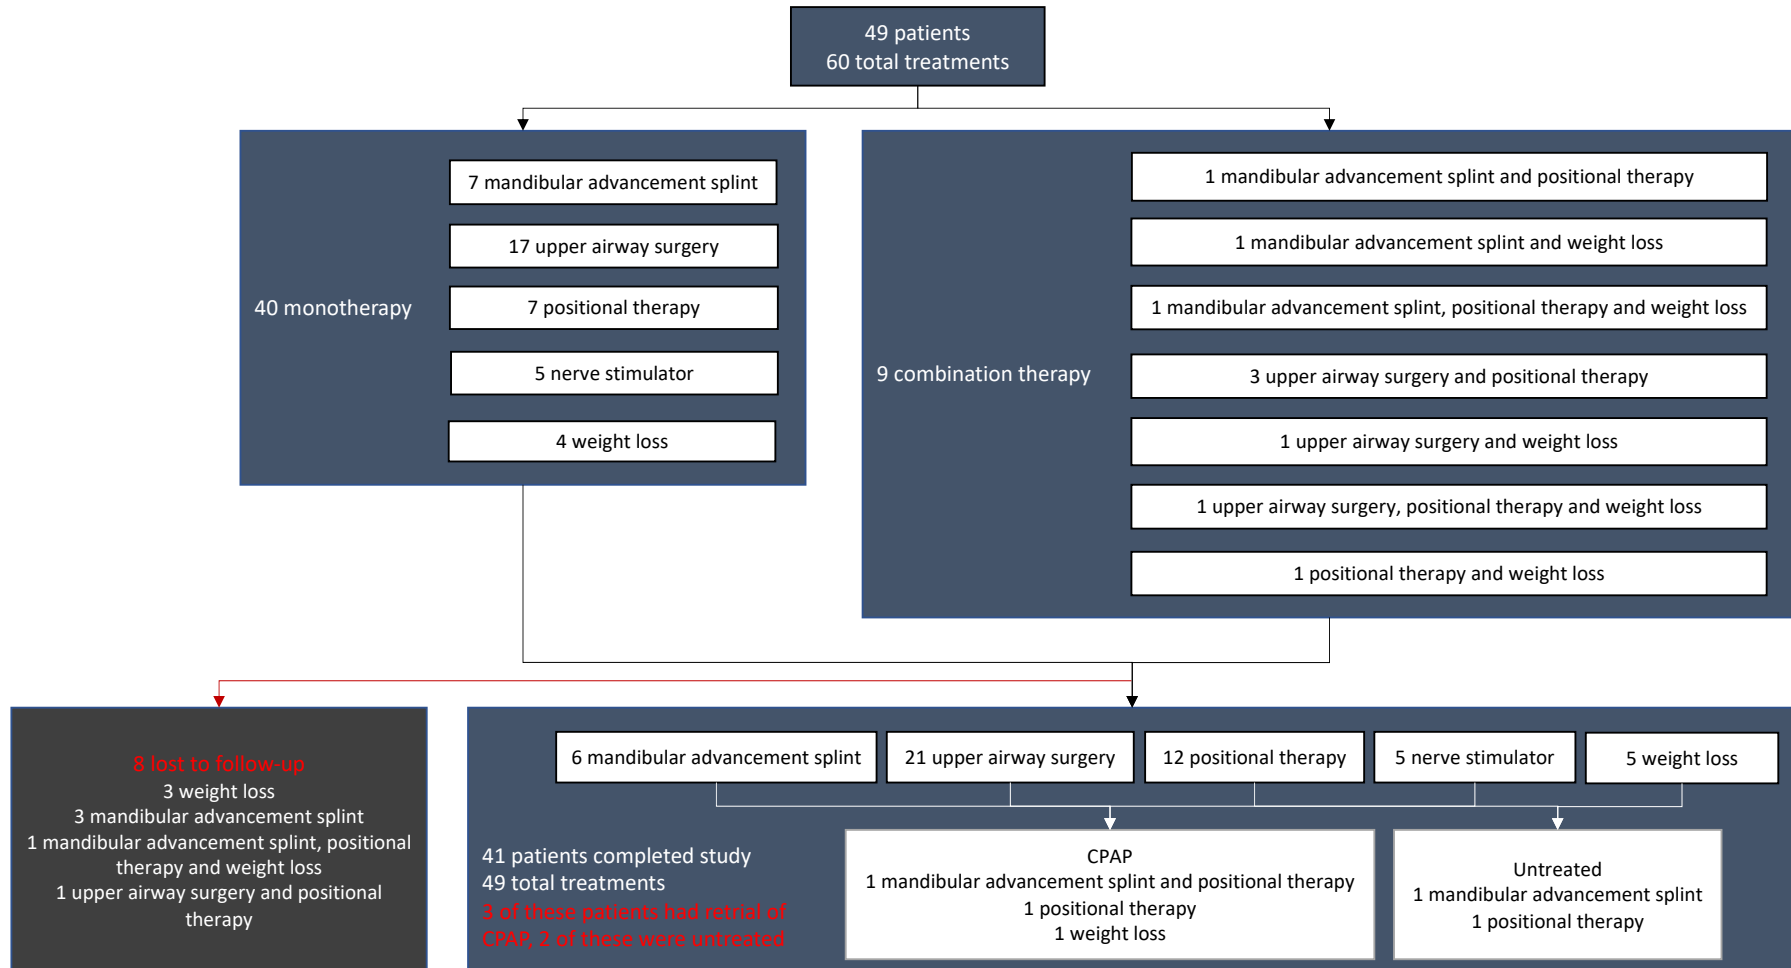 49 patients
60 total treatments
40 monotherapy
7 mandibular advancement splint
17 upper airway surgery
7 positional therapy
5 nerve stimulator
4 weight loss
9 combination therapy
1 mandibular advancement splint and positional therapy
1 mandibular advancement splint and weight loss
1 mandibular advancement splint, positional therapy and weight loss
3 upper airway surgery and positional therapy
1 upper airway surgery and weight loss
1 upper airway surgery, positional therapy and weight loss
1 positional therapy and weight loss
8 lost to follow-up
3 weight loss
3 mandibular advancement splint
1 mandibular advancement splint, positional
therapy and weight loss
1 upper airway surgery and positional
therapy
6 mandibular advancement splint
21 upper airway surgery
12 positional therapy
5 nerve stimulator
5 weight loss
41 patients completed study
49 total treatments
3 of these patients had retrial of
CPAP, 2 of these were untreated
CPAP
1 mandibular advancement splint and positional therapy
1 positional therapy
1 weight loss
Untreated
1 mandibular advancement splint
1 positional therapy